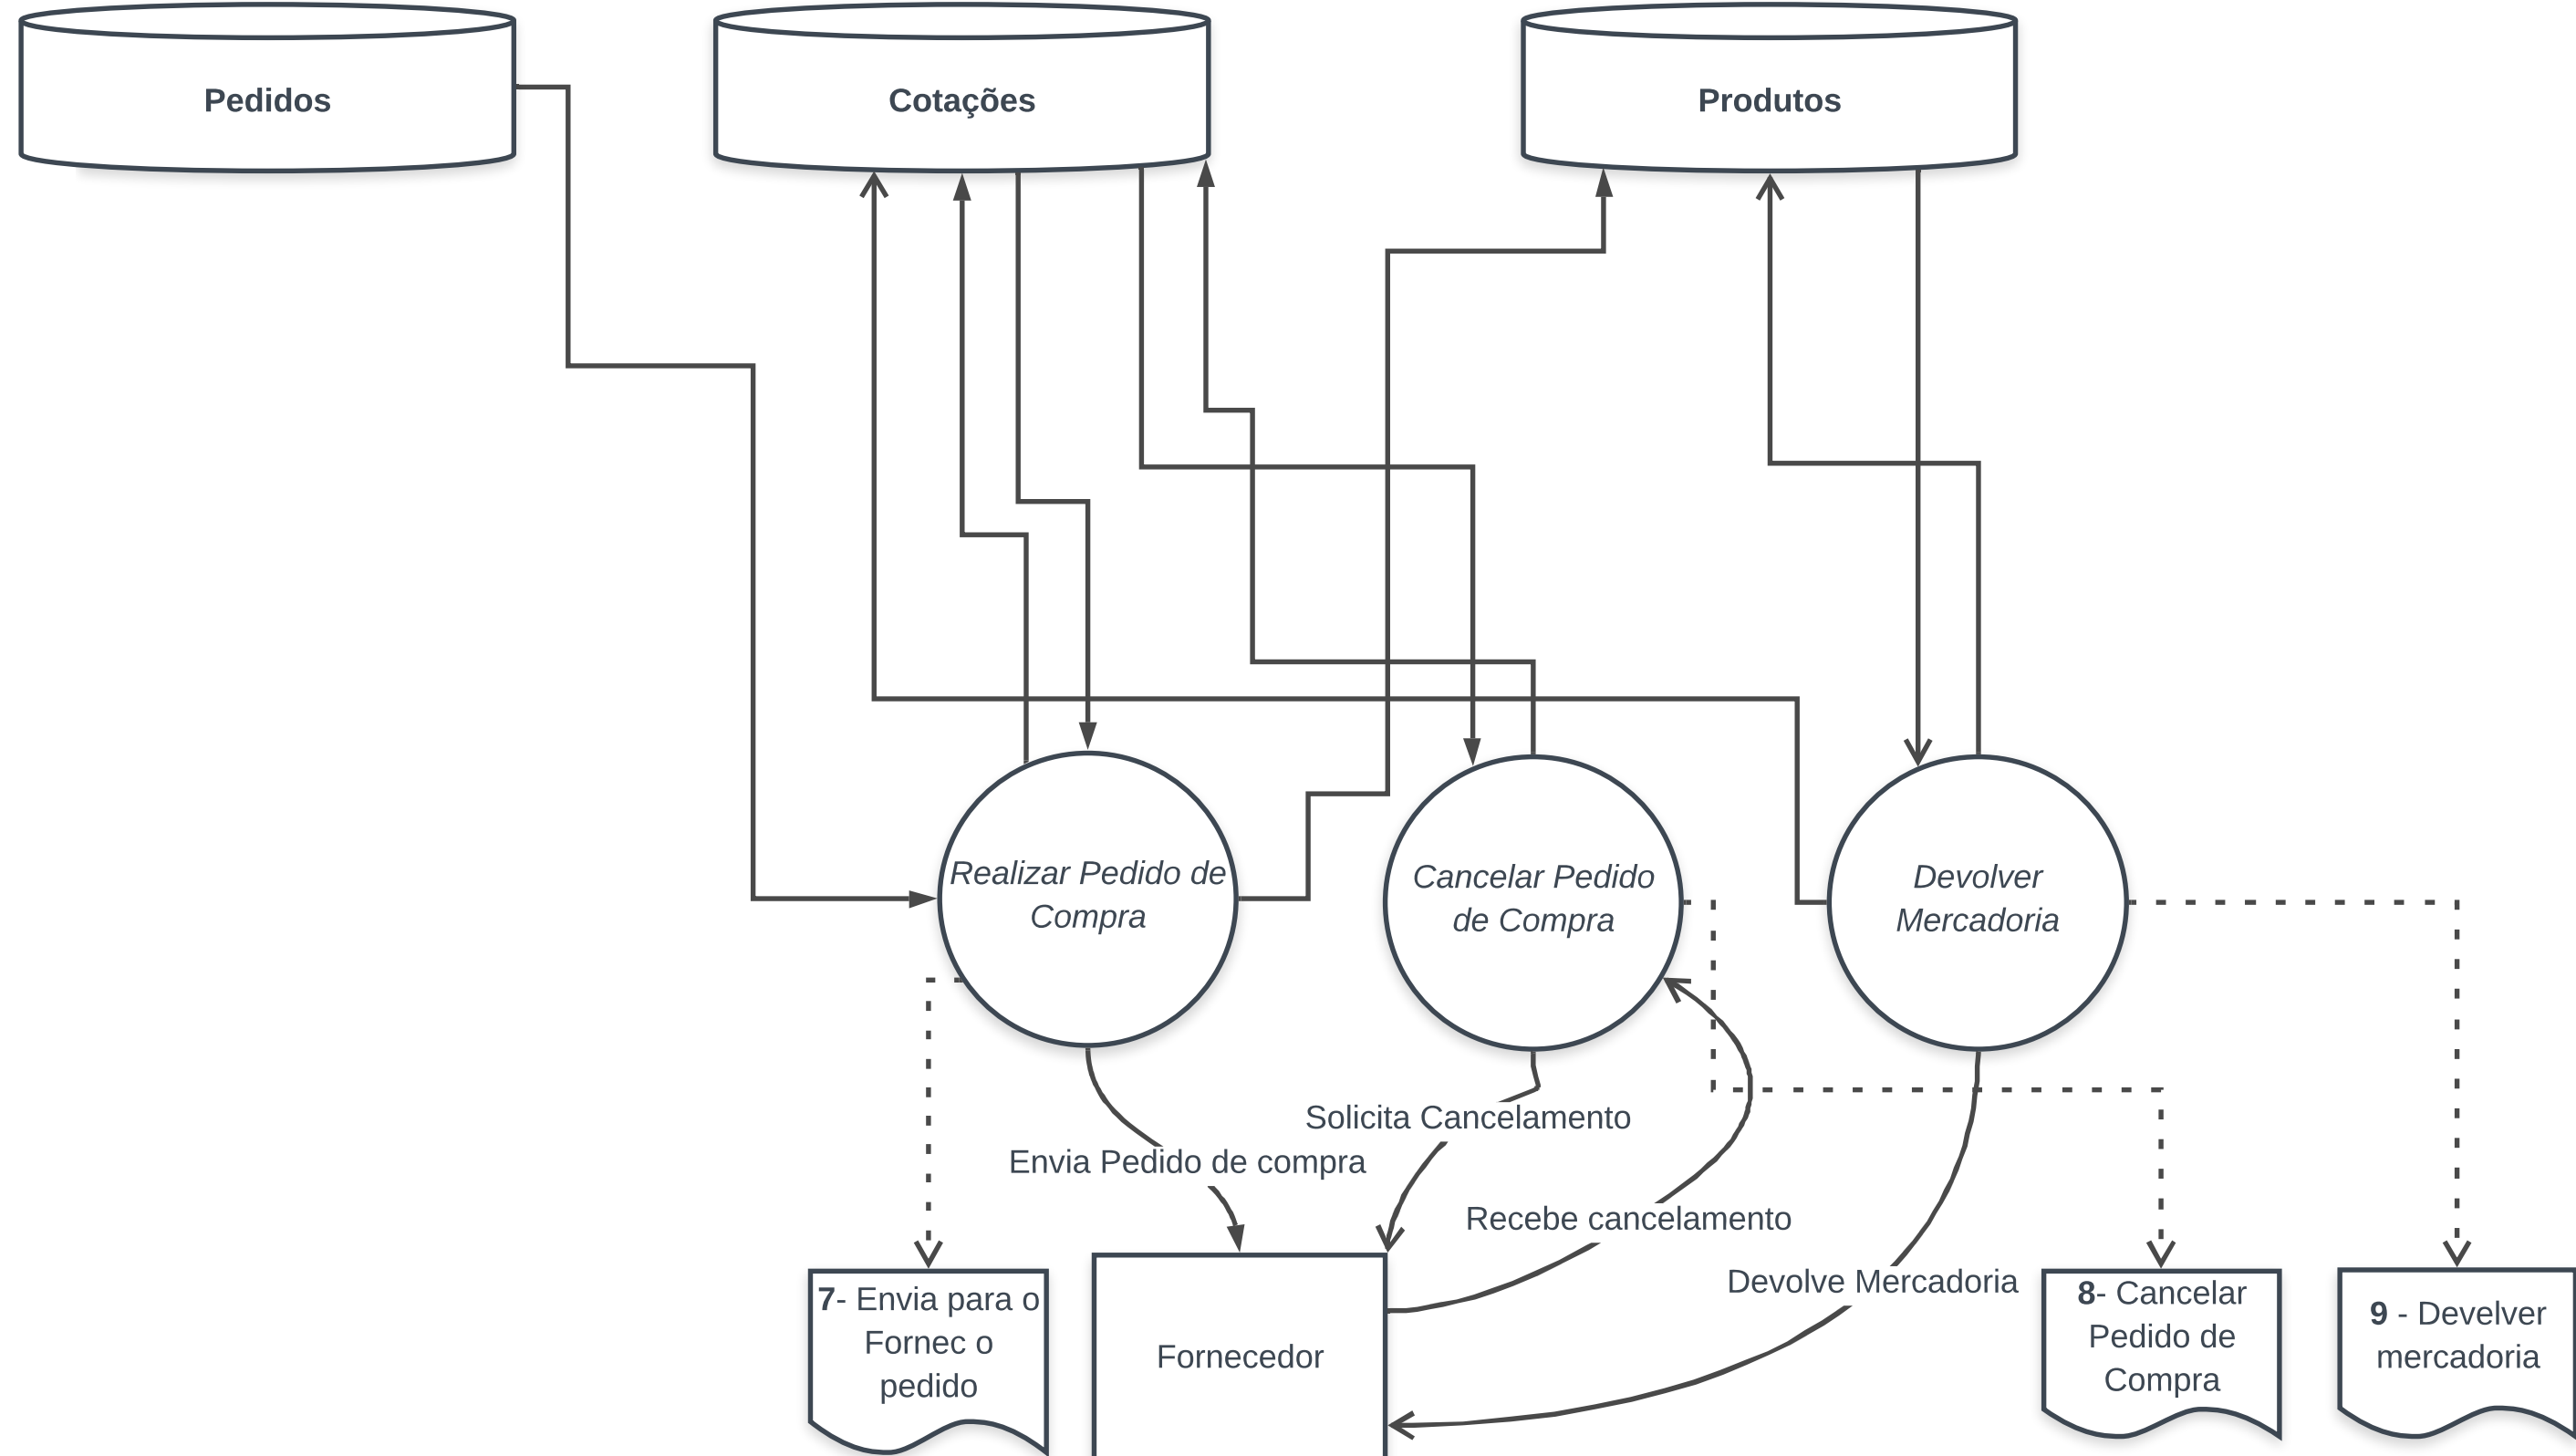 Pedidos
Cotações
Produtos
Realizar Pedido de
Compra
Cancelar Pedido
de Compra
Devolver
Mercadoria
Solicita Cancelamento
Envia Pedido de compra
Recebe cancelamento
Devolve Mercadoria
7- Envia para o
Fornec o
pedido
Fornecedor
8- Cancelar
Pedido de
Compra
9 - Develver
mercadoria